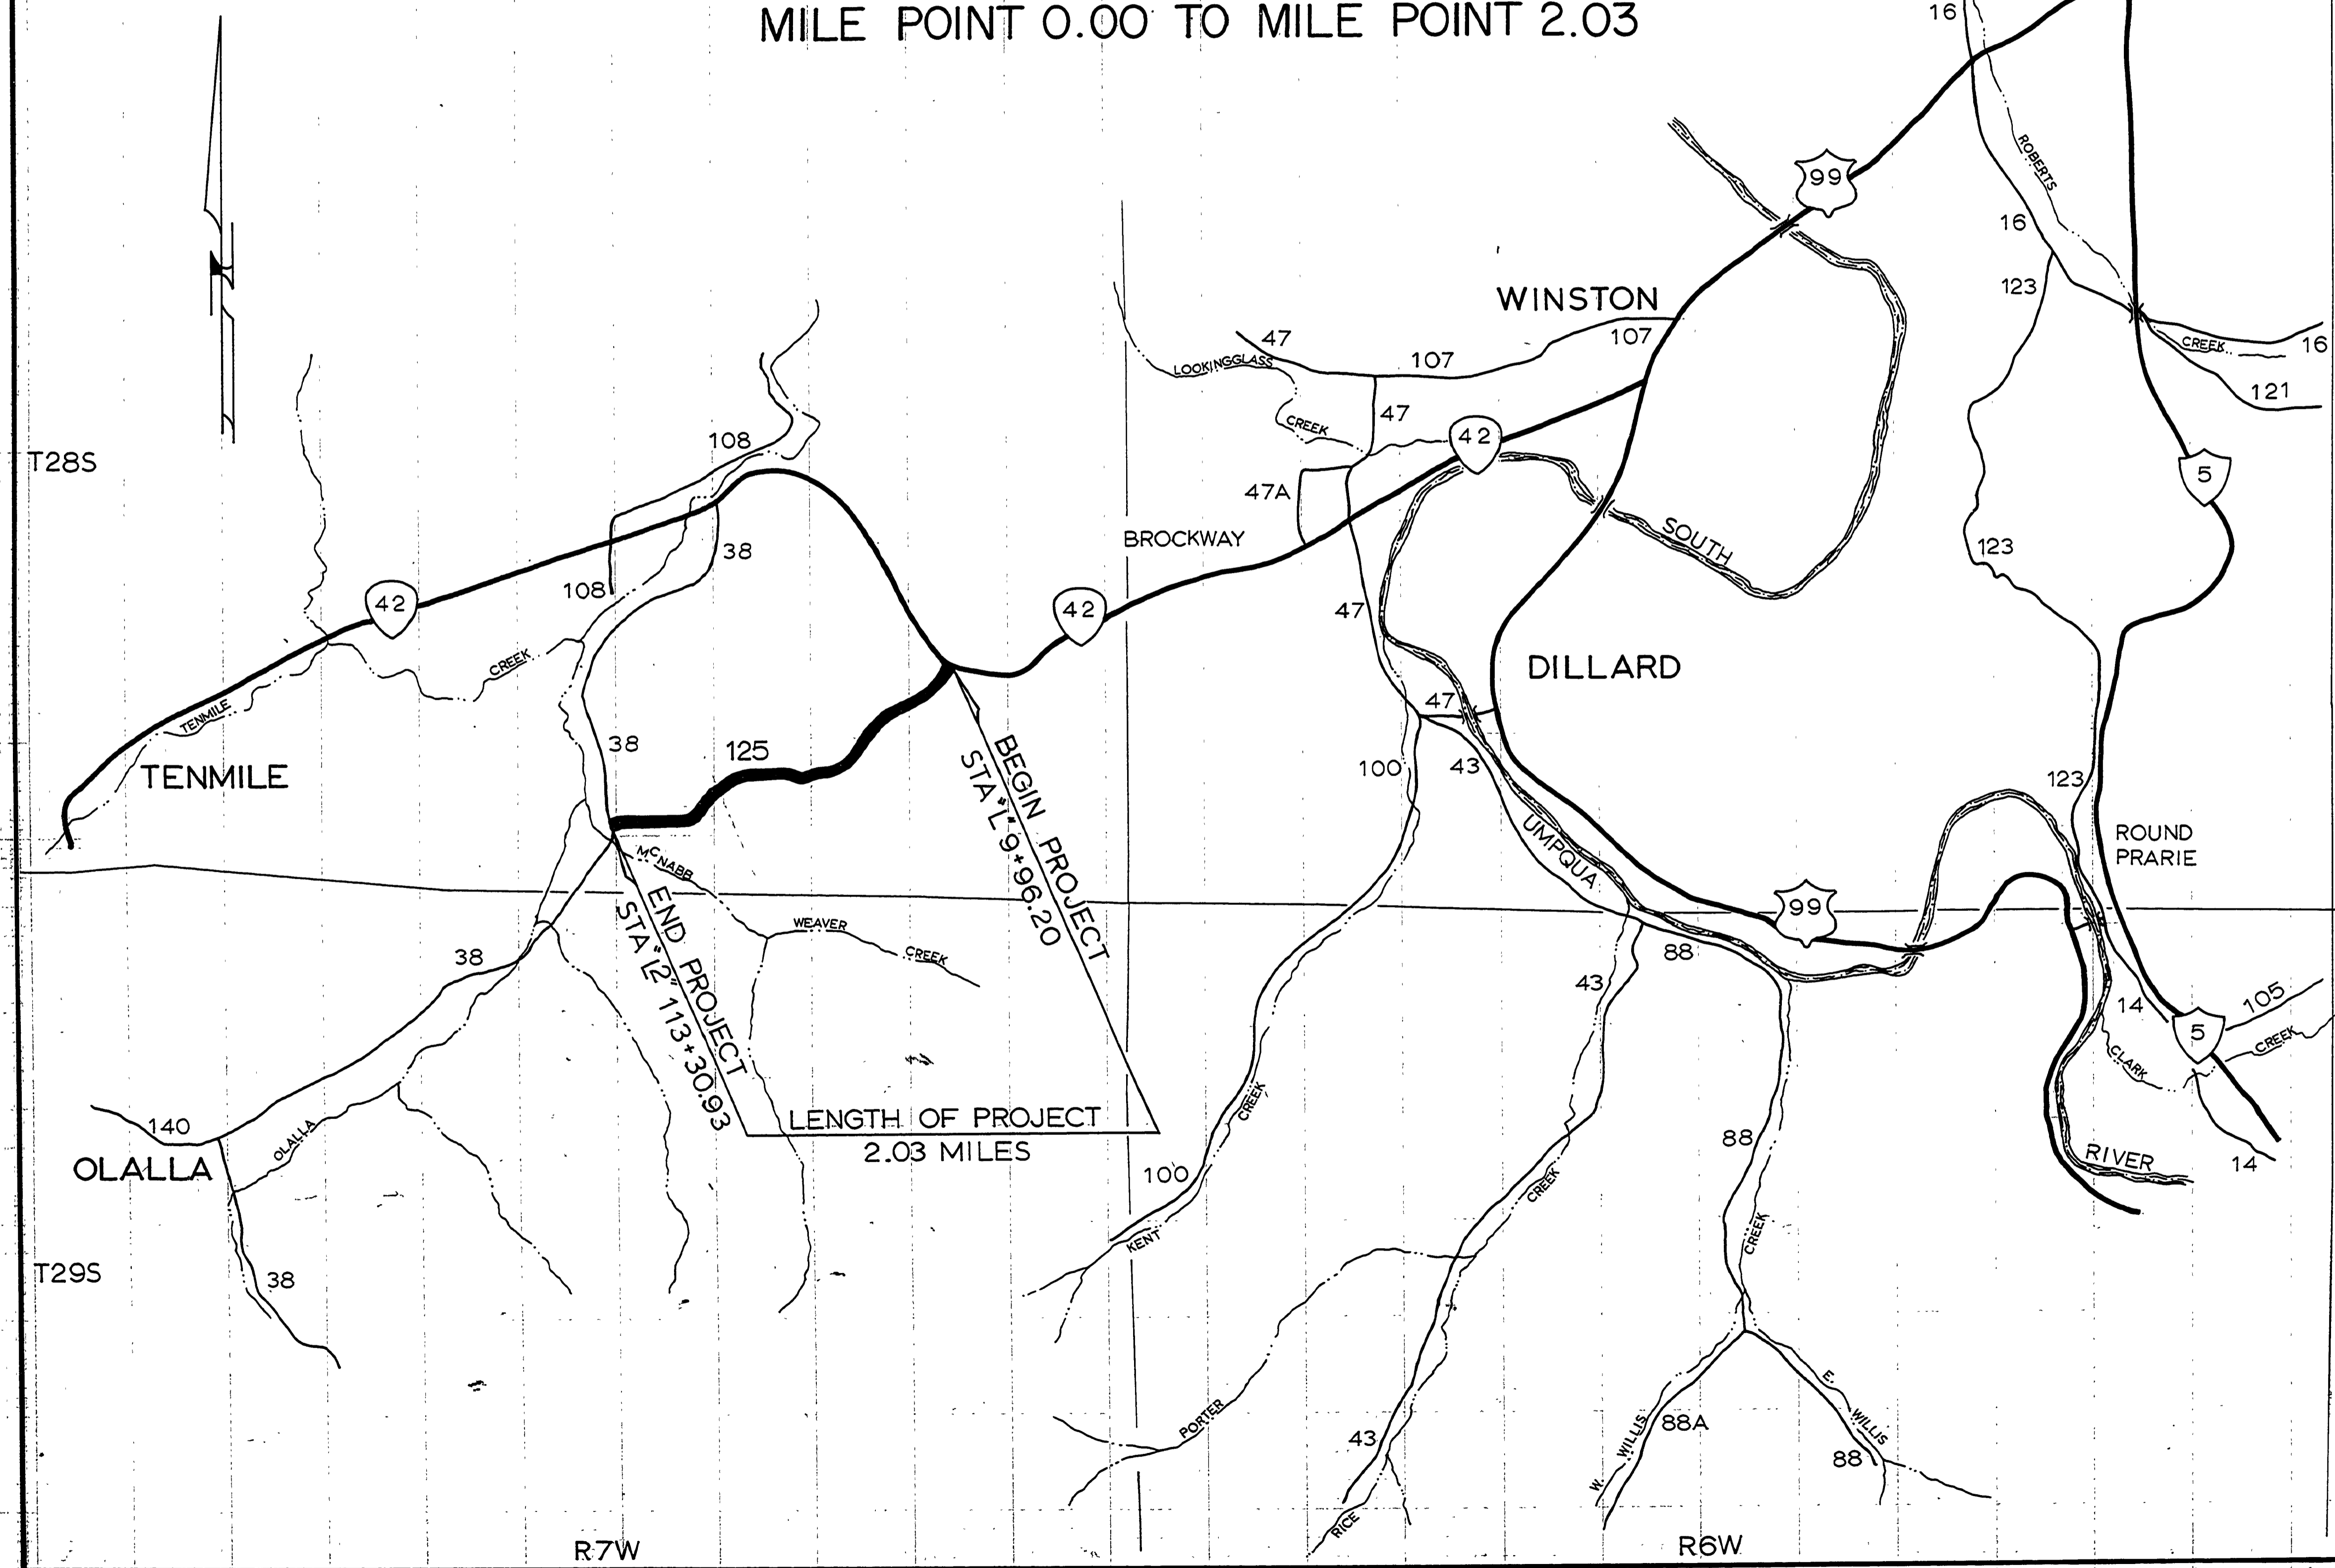 MILE POINT 0.00 TO MILE POINT 2.03
16
ROBERTS
99
16
123
WINSTON
107
47
107
LOOKINGGLASS
CREEK
16
121
47
CREEK
42
108
T28S
5
47A
BROCKWAY
SOUTH
38
123
108
42
42
47
CREEK
DILLARD
TENMILE
47
38
125
TENMILE
BEGIN PROJECT
STA "L" 9+96.20
100
43
123
UMPQUA
ROUND
PRARIE
MCNABB
END PROJECT
STA "L2" 113+30.93
WEAVER
CREEK
99
38
88
43
14
105
5
CREEK
CLARK
LENGTH OF PROJECT
2.03 MILES
140
OLALLA
OLALLA
CREEK
88
RIVER
14
100
KENT
CREEK
CREEK
T29S
38
E.
WILLIS
PORTER
43
W. WILLIS
88A
88
RICE
R7W
R6W